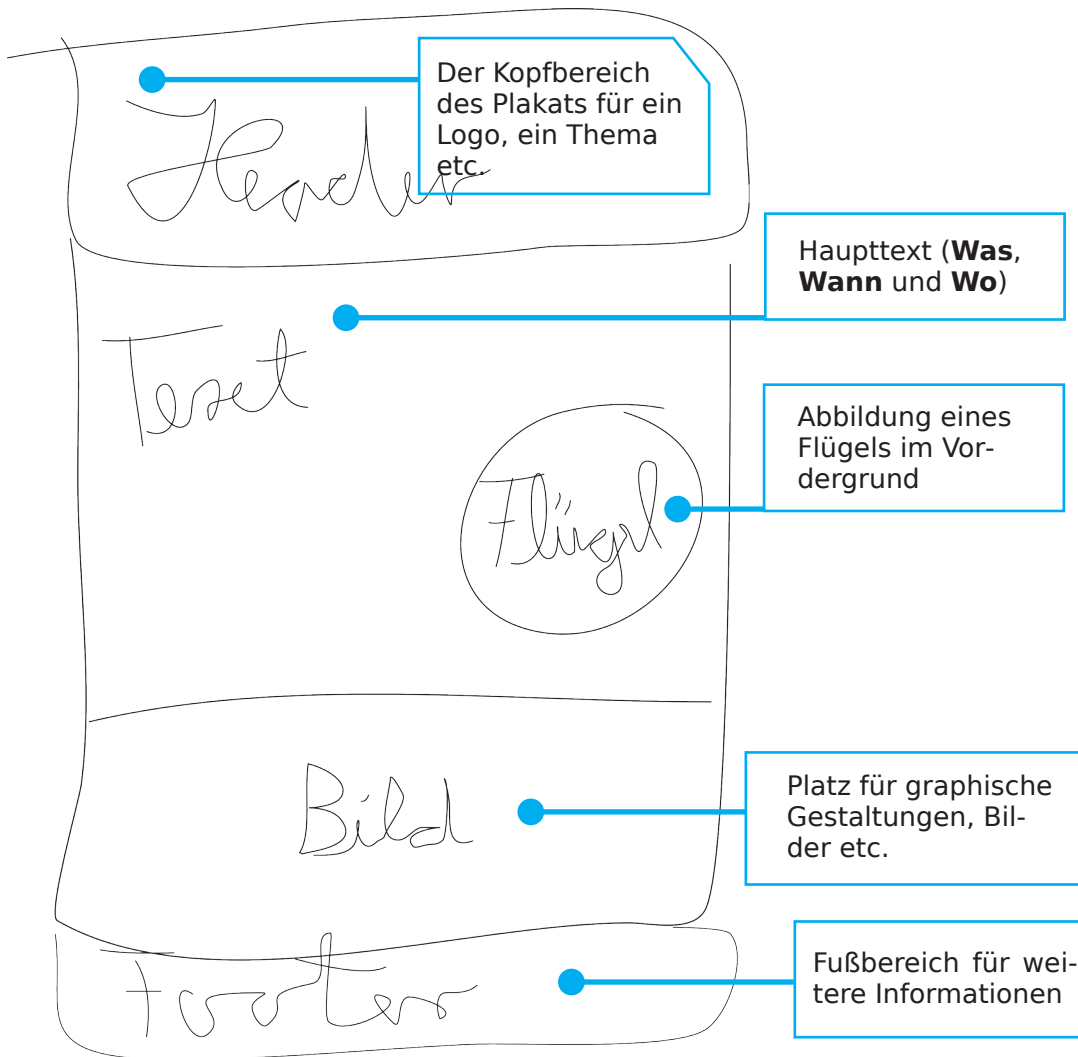 Der Kopfbereich
des Plakats für ein
Logo, ein Thema
etc.
Header
Haupttext (Was,
Wann und Wo)
Text
Abbildung eines
Flügels im Vor-
dergrund
Flügel
Platz für graphische
Gestaltungen, Bil-
der etc.
Bild
Fußbereich für wei-
tere Informationen
Footer